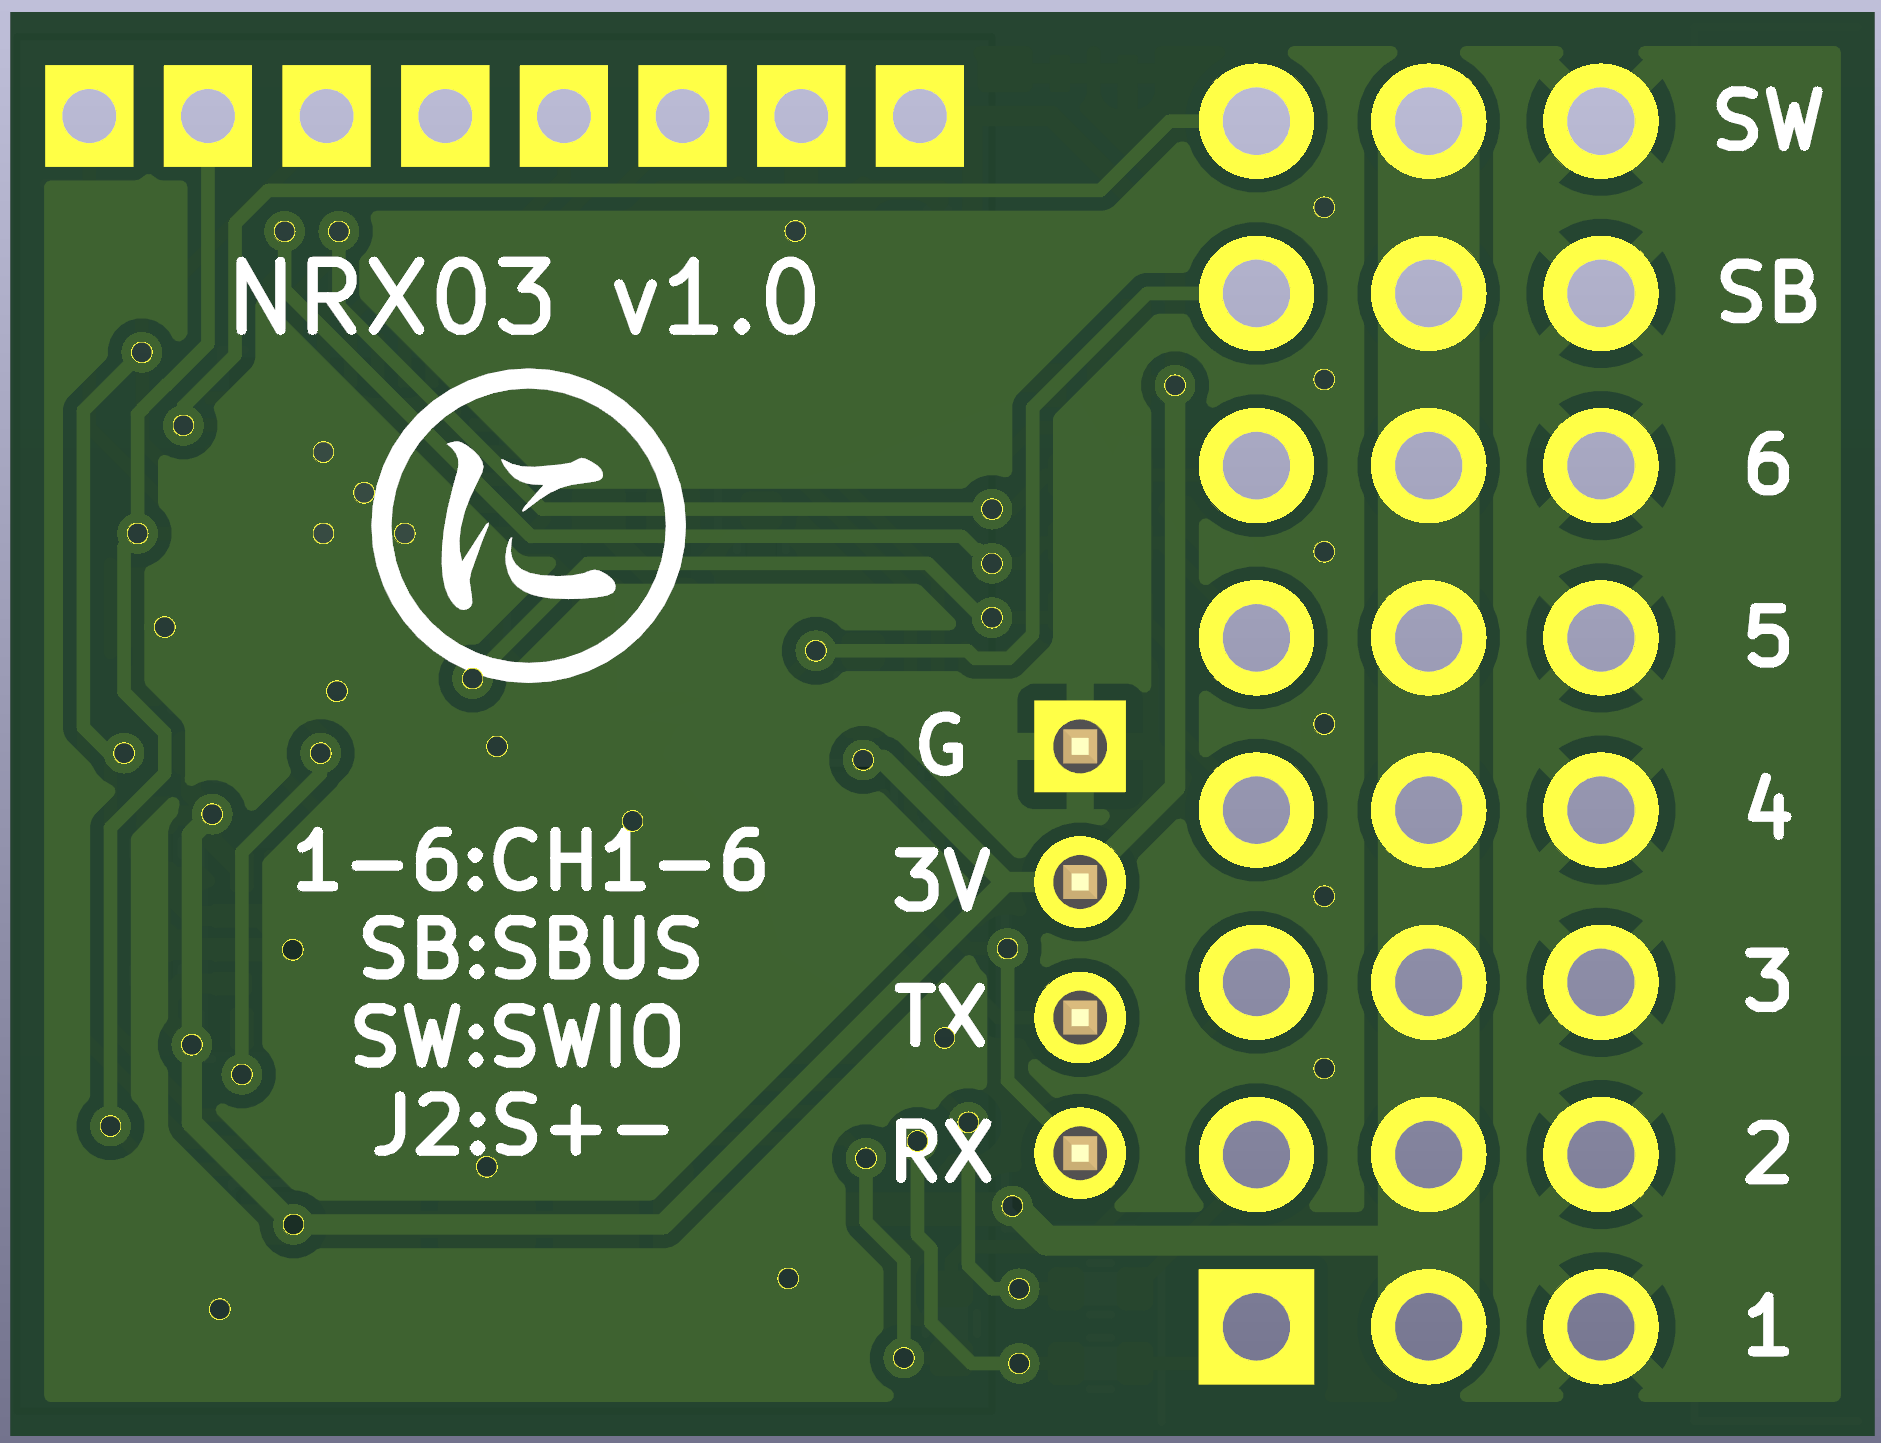 SW
NRX03 v1.0
SB
に
6
5
G
4
1-6:CH1-6
3V
SB:SBUS
3
SW:SWIO
TX
J2:S+-
RX
2
1